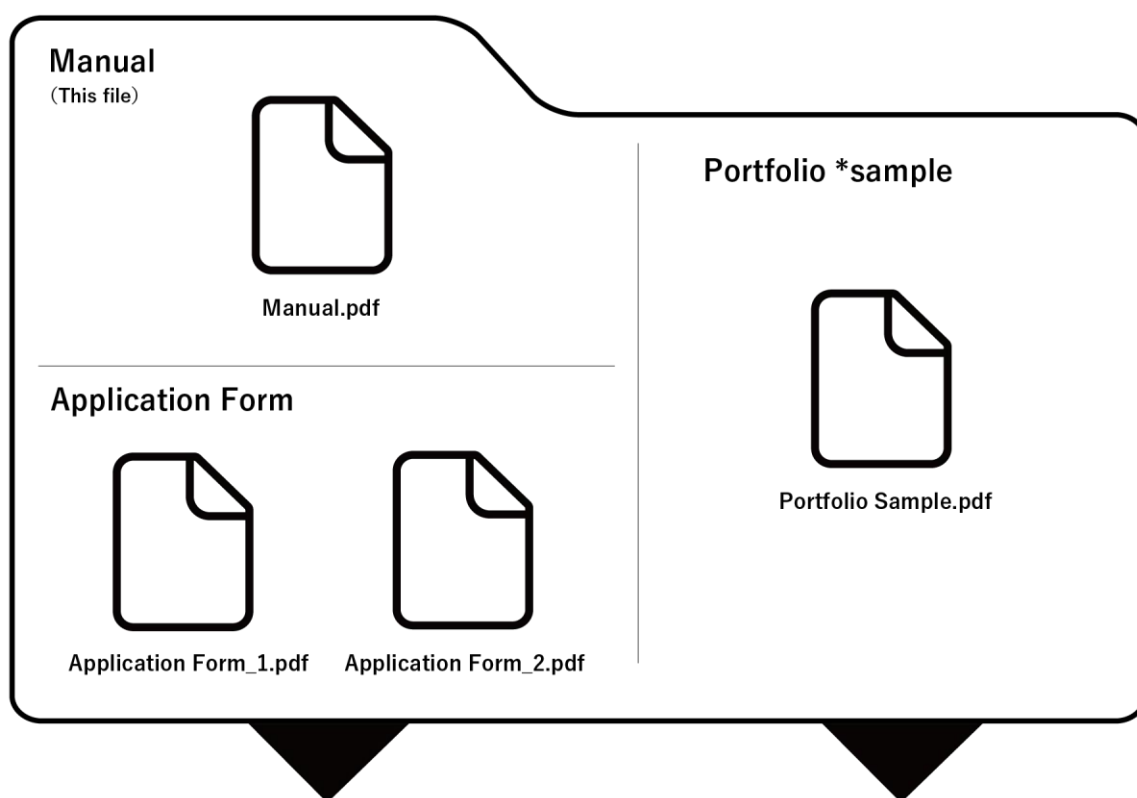 Manual
(This file)
Manual.pdf
Application Form
Application Form_1.pdf
Application Form_2.pdf
Portfolio *sample
Portfolio Sample.pdf